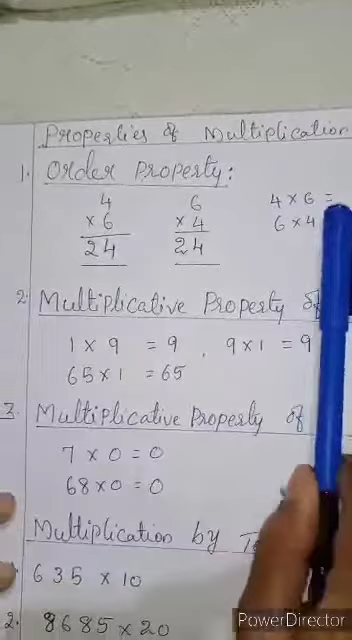 Properties of Multiplication
1. Order Property:
4 6 4 × 6 =
× 6 × 4 6 × 4
24 24
2. Multiplicative Property of
1 × 9 = 9, 9 × 1 = 9
65 × 1 = 65
3. Multiplicative Property of
7 × 0 = 0
68 × 0 = 0
Multiplication by
635 × 10
2. 8685 × 20
PowerDirector